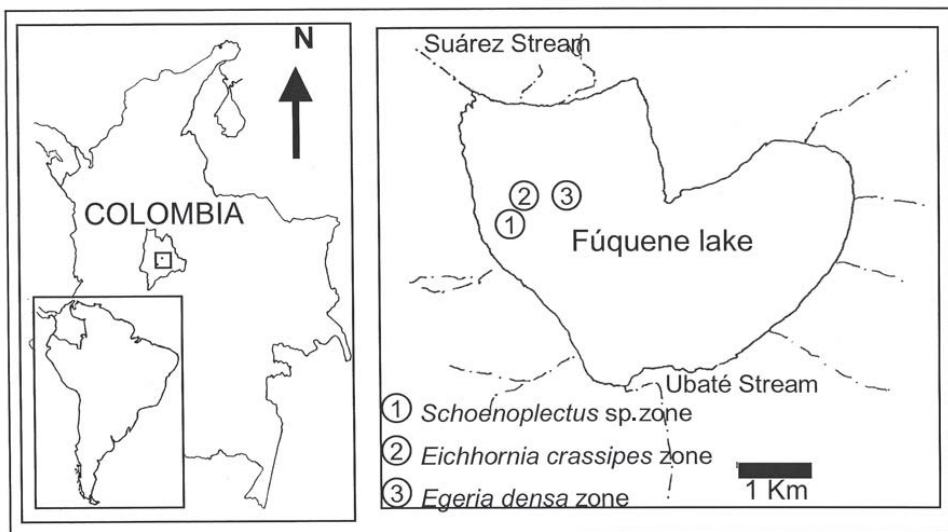 N
COLOMBIA
Suárez Stream
2
3
1
Fúquene lake
Ubaté Stream
1 Schoenoplectus sp.zone
2 Eichhornia crassipes zone
3 Egeria densa zone
1 Km